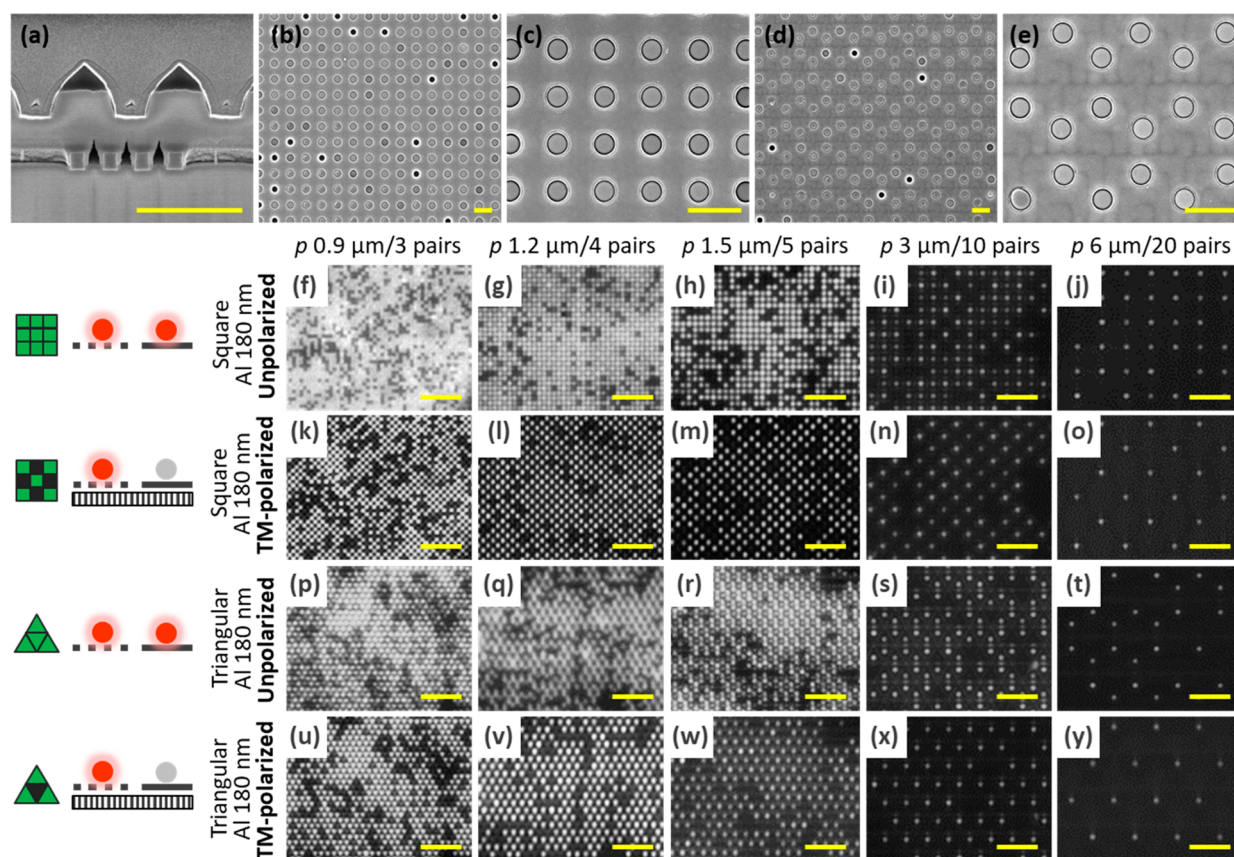 (a) (b) (c) (d) (e)
p 0.9 µm/3 pairs p 1.2 µm/4 pairs p 1.5 µm/5 pairs p 3 µm/10 pairs p 6 µm/20 pairs
Square
Al 180 nm
Unpolarized
(f) (g) (h) (i) (j)
Square
Al 180 nm
TM-polarized
(k) (l) (m) (n) (o)
Triangular
Al 180 nm
Unpolarized
(p) (q) (r) (s) (t)
Triangular
Al 180 nm
TM-polarized
(u) (v) (w) (x) (y)